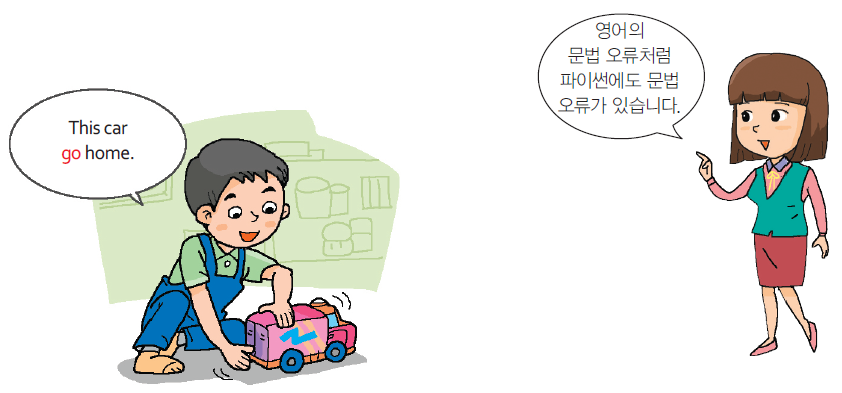 This car
go home.
영어의
문법 오류처럼
파이썬에도 문법
오류가 있습니다.